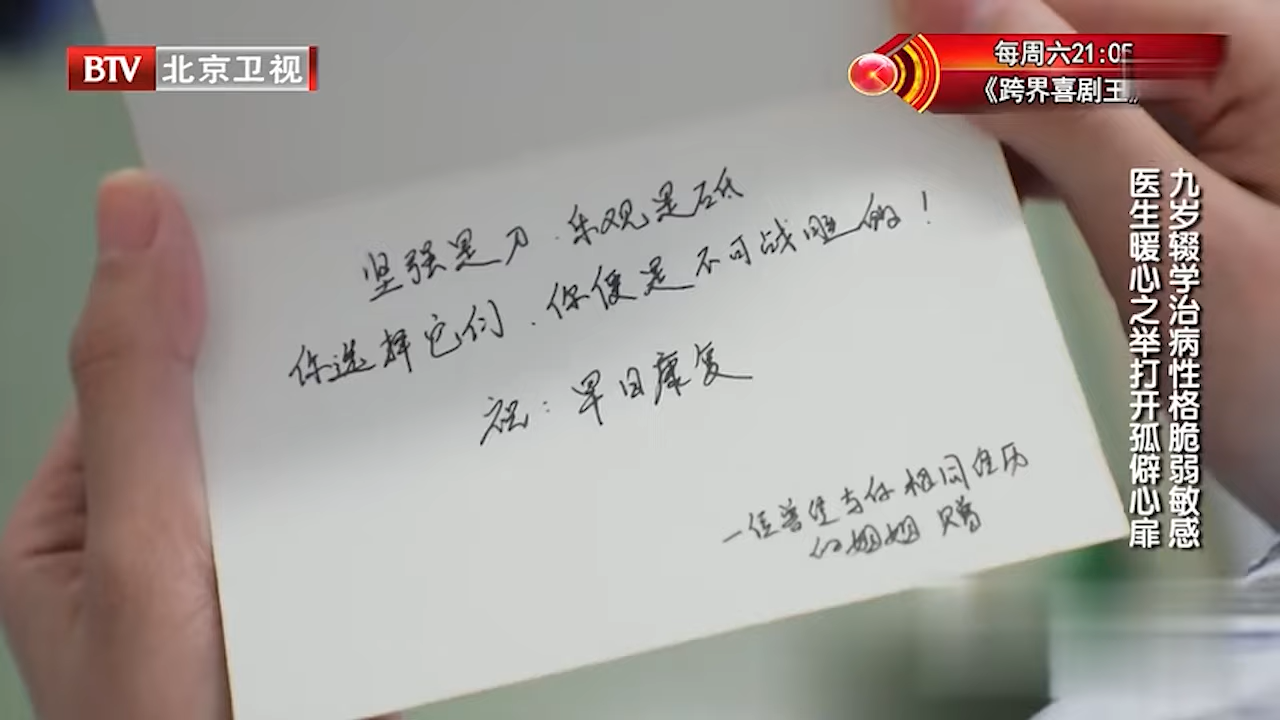 BTV 北京卫视
每周六21:05
《跨界喜剧王》
坚强是刀.乐观是石氏
你选择它们.你便是不可战胜的!
祝:早日康复
一位曾经与你相同经历
的姐姐 赠
九岁辍学治病性格脆弱敏感
医生暖心之举打开孤僻心扉